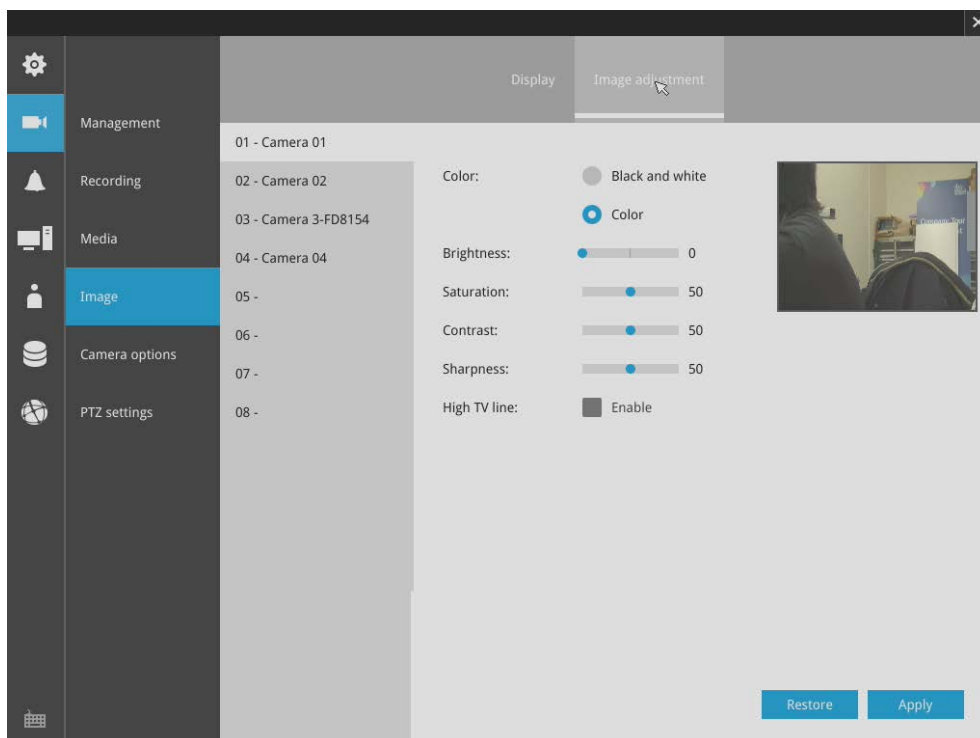 Display
Image adjustment
Management
Recording
Media
Image
Camera options
PTZ settings
01 - Camera 01
02 - Camera 02
03 - Camera 3-FD8154
04 - Camera 04
05 -
06 -
07 -
08 -
Color:
Black and white
Color
Brightness:
0
Saturation:
50
Contrast:
50
Sharpness:
50
High TV line:
Enable
Company Tour
Restore
Apply